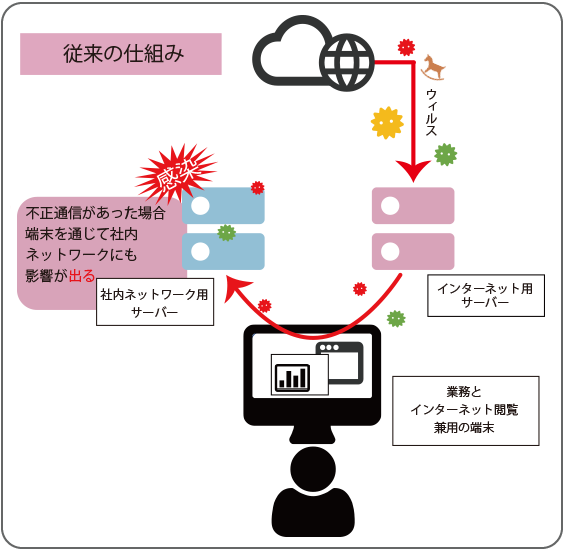 従来の仕組み
ウィルス
感染
不正通信があった場合
端末を通じて社内
ネットワークにも
影響が出る
社内ネットワーク用
サーバー
インターネット用
サーバー
業務と
インターネット閲覧
兼用の端末